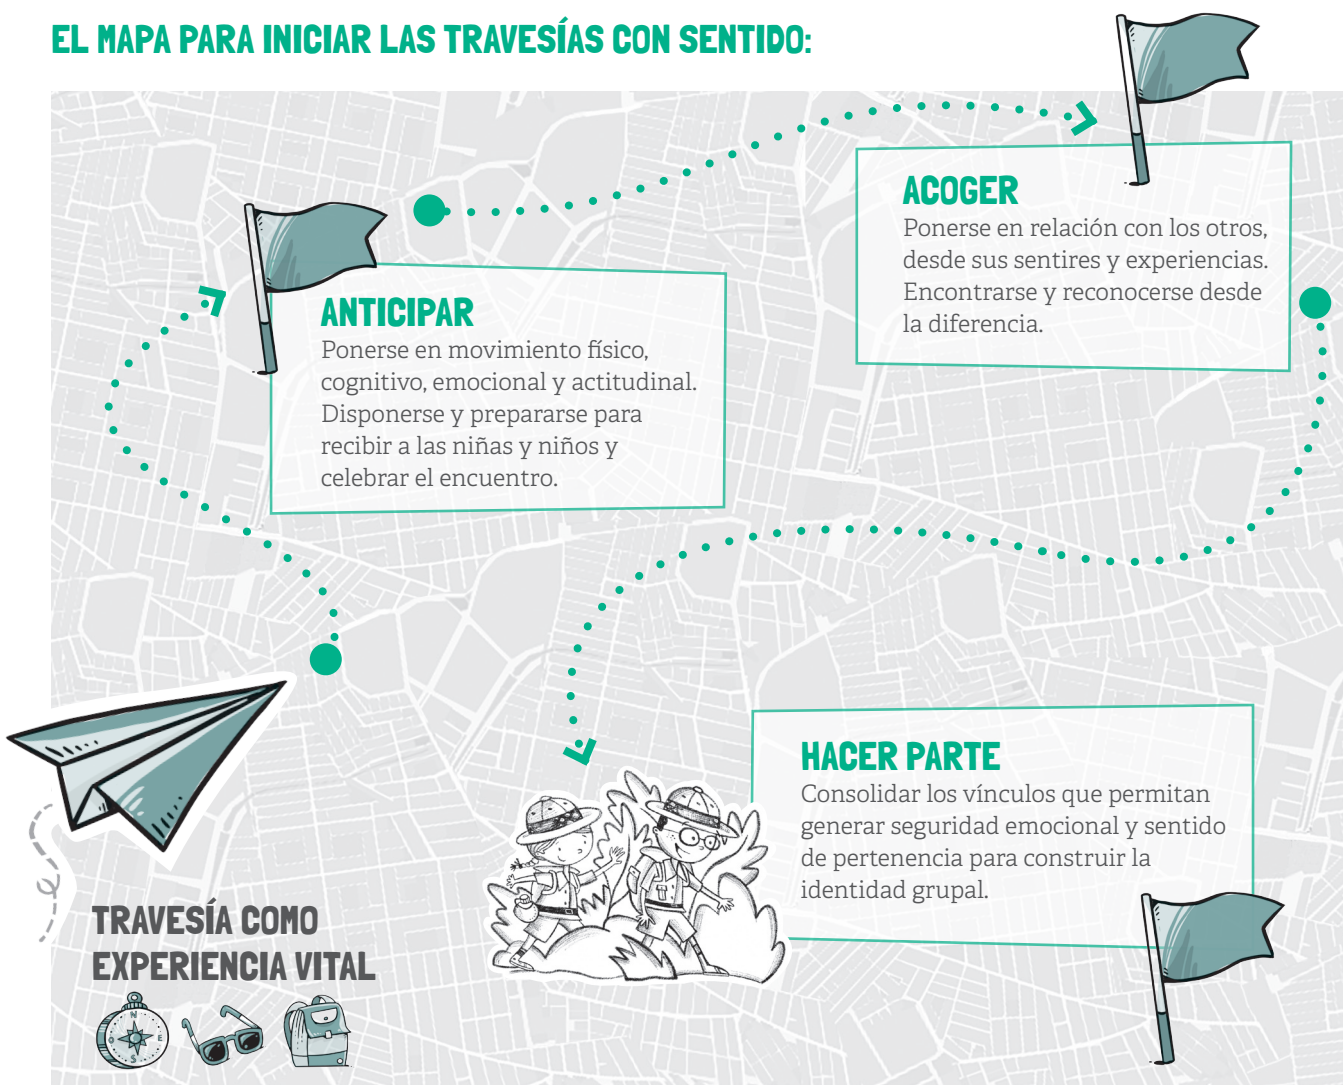 EL MAPA PARA INICIAR LAS TRAVESÍAS CON SENTIDO:
ANTICIPAR
Ponerse en movimiento físico,
cognitivo, emocional y actitudinal.
Disponerse y prepararse para
recibir a las niñas y niños y
celebrar el encuentro.
ACOGER
Ponerse en relación con los otros,
desde sus sentires y experiencias.
Encontrarse y reconocerse desde
la diferencia.
HACER PARTE
Consolidar los vínculos que permitan
generar seguridad emocional y sentido
de pertenencia para construir la
identidad grupal.
TRAVESÍA COMO
EXPERIENCIA VITAL
N
O
E
S